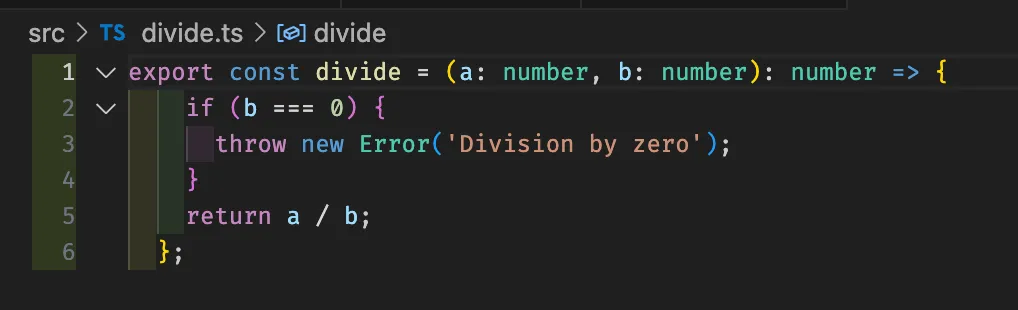 src > TS divide.ts > divide
1 export const divide = (a: number, b: number): number => {
2     if (b === 0) {
3       throw new Error('Division by zero');
4     }
5     return a / b;
6   };